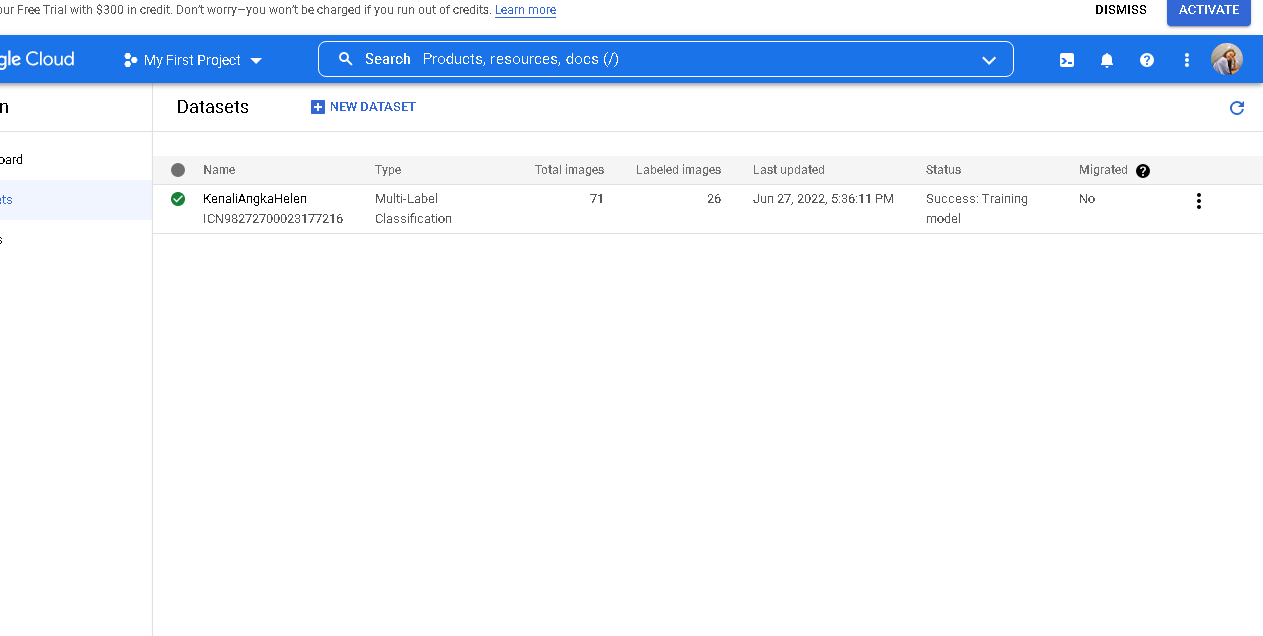 our Free Trial with $300 in credit. Don't worry—you won't be charged if you run out of credits. Learn more DISMISS ACTIVATE
gle Cloud My First Project Search Products, resources, docs (/)
n Datasets NEW DATASET
oard
ets
s
Name Type Total images Labeled images Last updated Status Migrated
KenaliAngkaHelen Multi-Label 71 26 Jun 27, 2022, 5:36:11 PM Success: Training No
ICN98272700023177216 Classification model